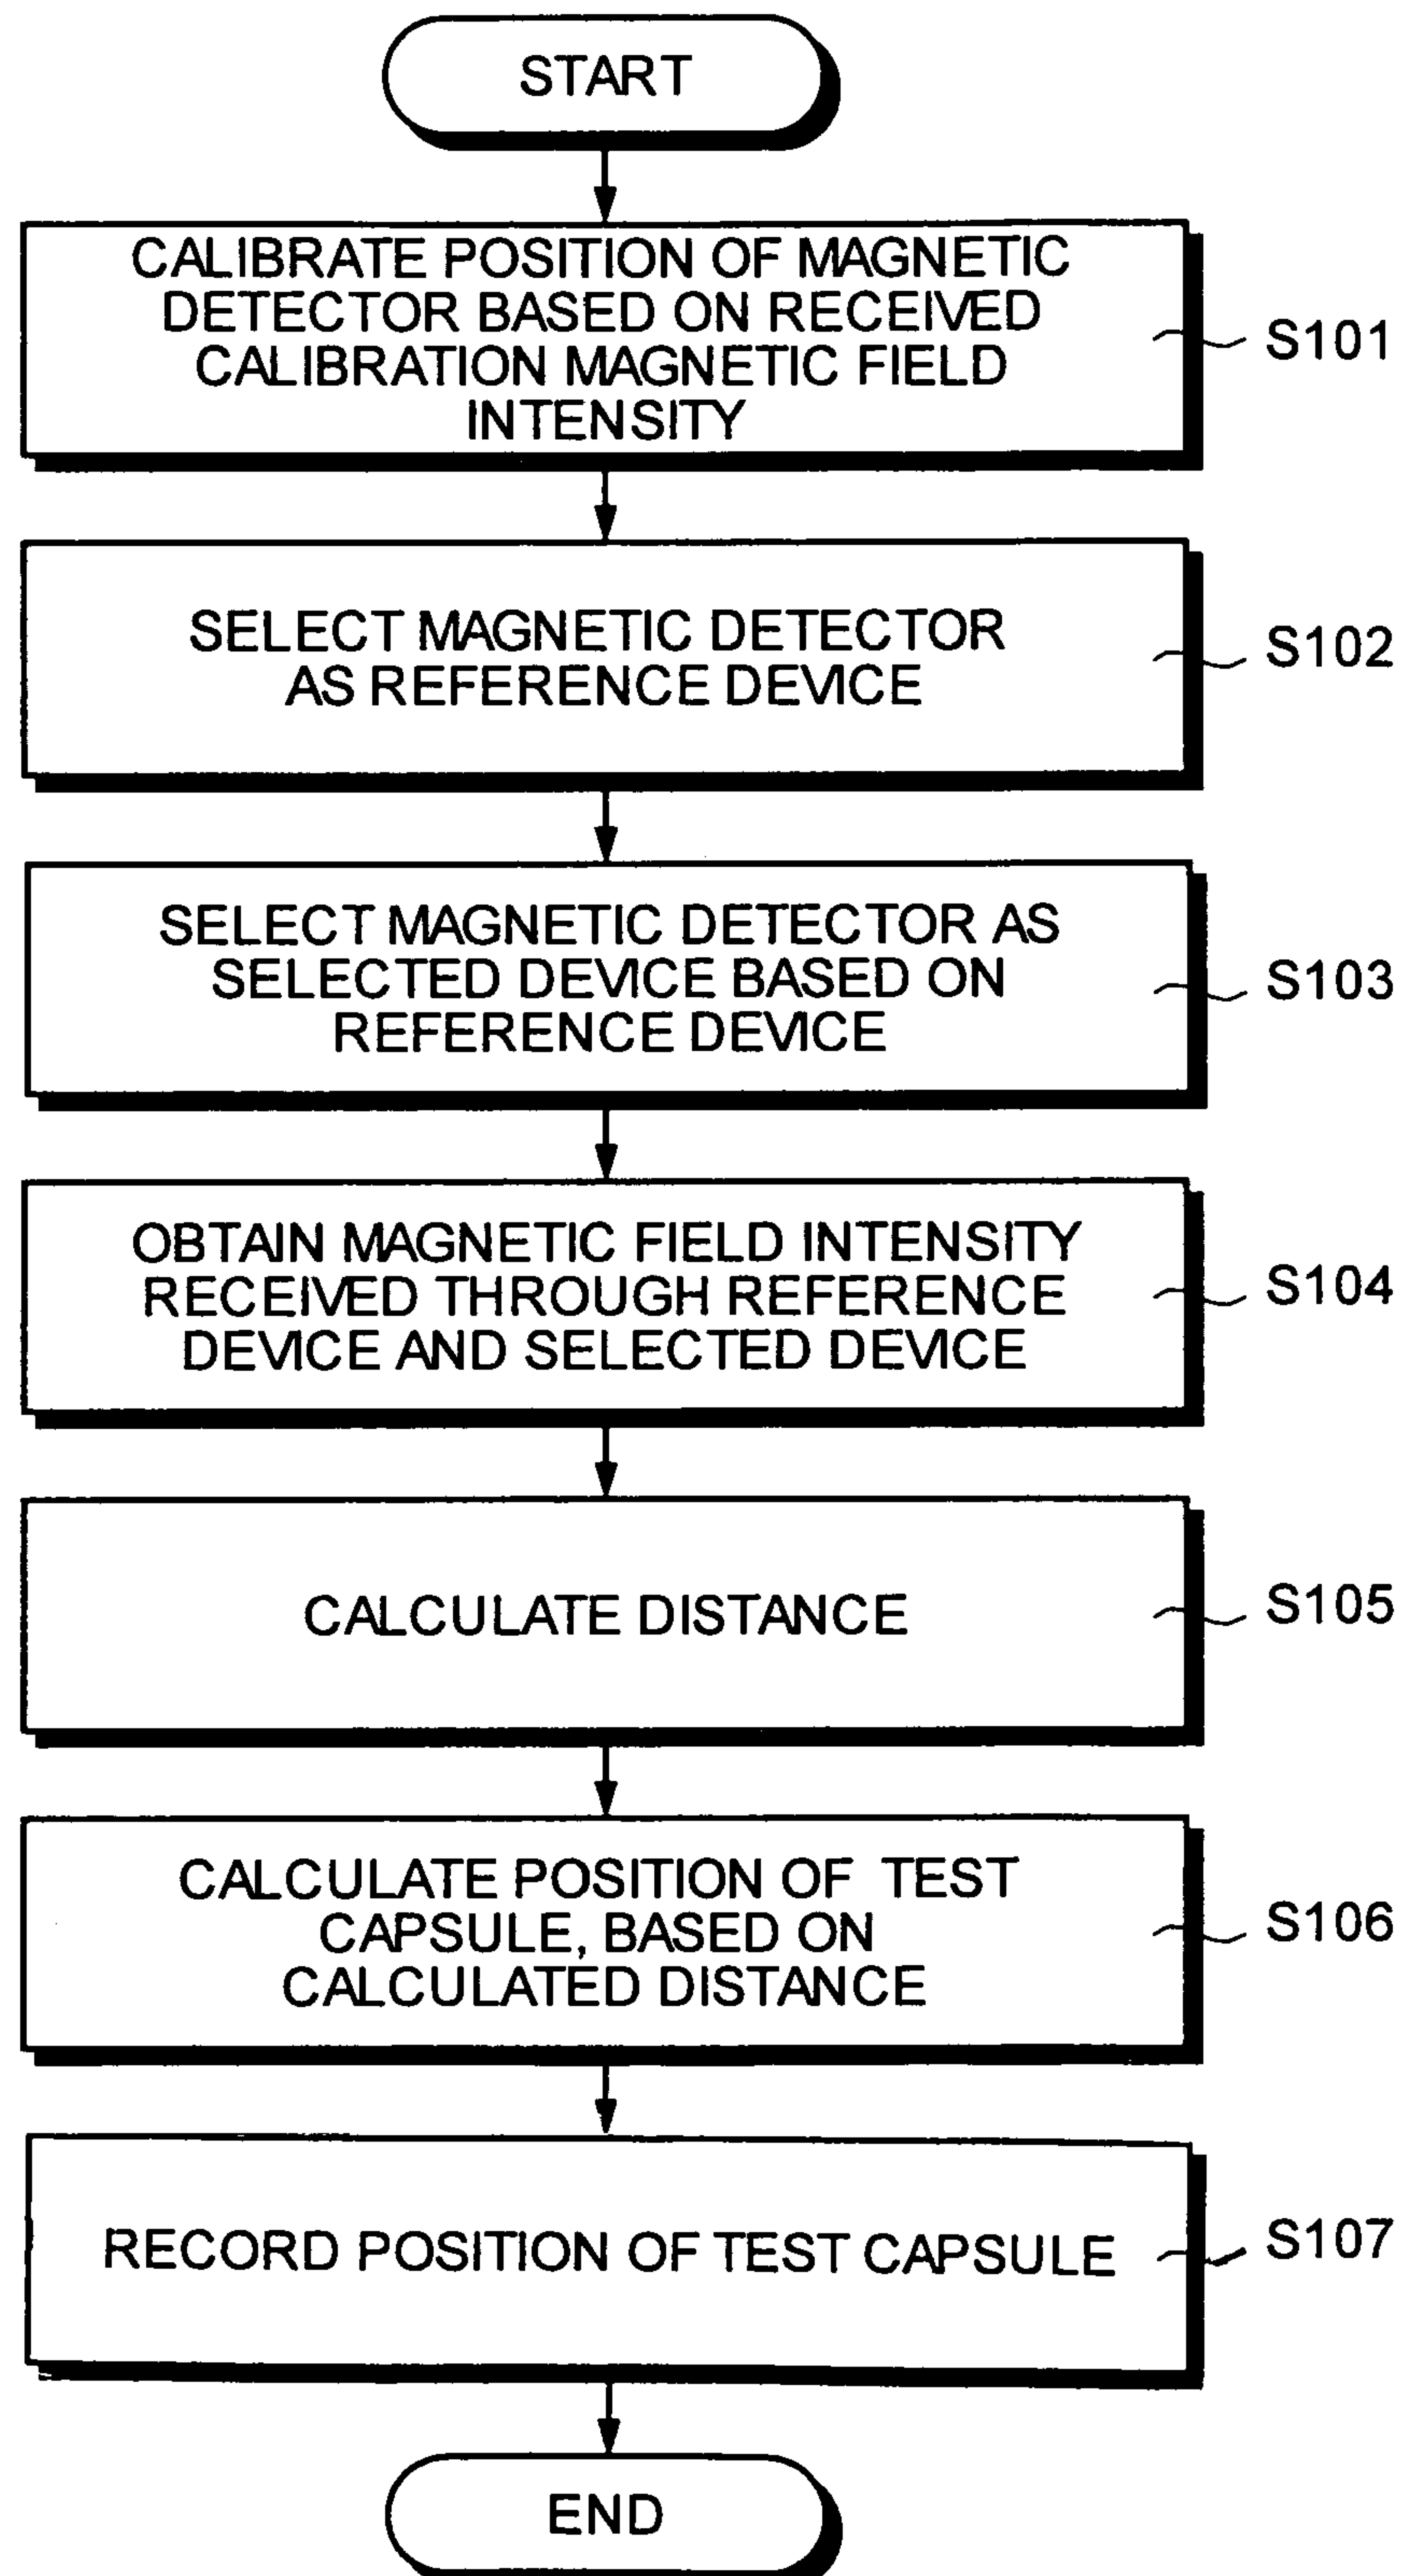 START
CALIBRATE POSITION OF MAGNETIC
DETECTOR BASED ON RECEIVED
CALIBRATION MAGNETIC FIELD
INTENSITY
S101
SELECT MAGNETIC DETECTOR
AS REFERENCE DEVICE
S102
SELECT MAGNETIC DETECTOR AS
SELECTED DEVICE BASED ON
REFERENCE DEVICE
S103
OBTAIN MAGNETIC FIELD INTENSITY
RECEIVED THROUGH REFERENCE
DEVICE AND SELECTED DEVICE
S104
CALCULATE DISTANCE
S105
CALCULATE POSITION OF TEST
CAPSULE, BASED ON
CALCULATED DISTANCE
S106
RECORD POSITION OF TEST CAPSULE
S107
END